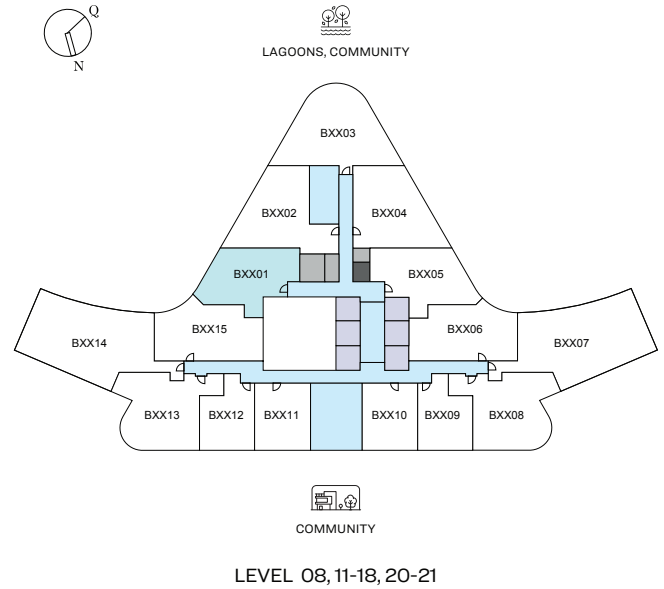 Q
N
LAGOONS, COMMUNITY
BXX03
BXX02
BXX04
BXX01
BXX05
BXX14
BXX15
BXX06
BXX07
BXX13
BXX12
BXX11
BXX10
BXX09
BXX08
COMMUNITY
LEVEL 08, 11-18, 20-21